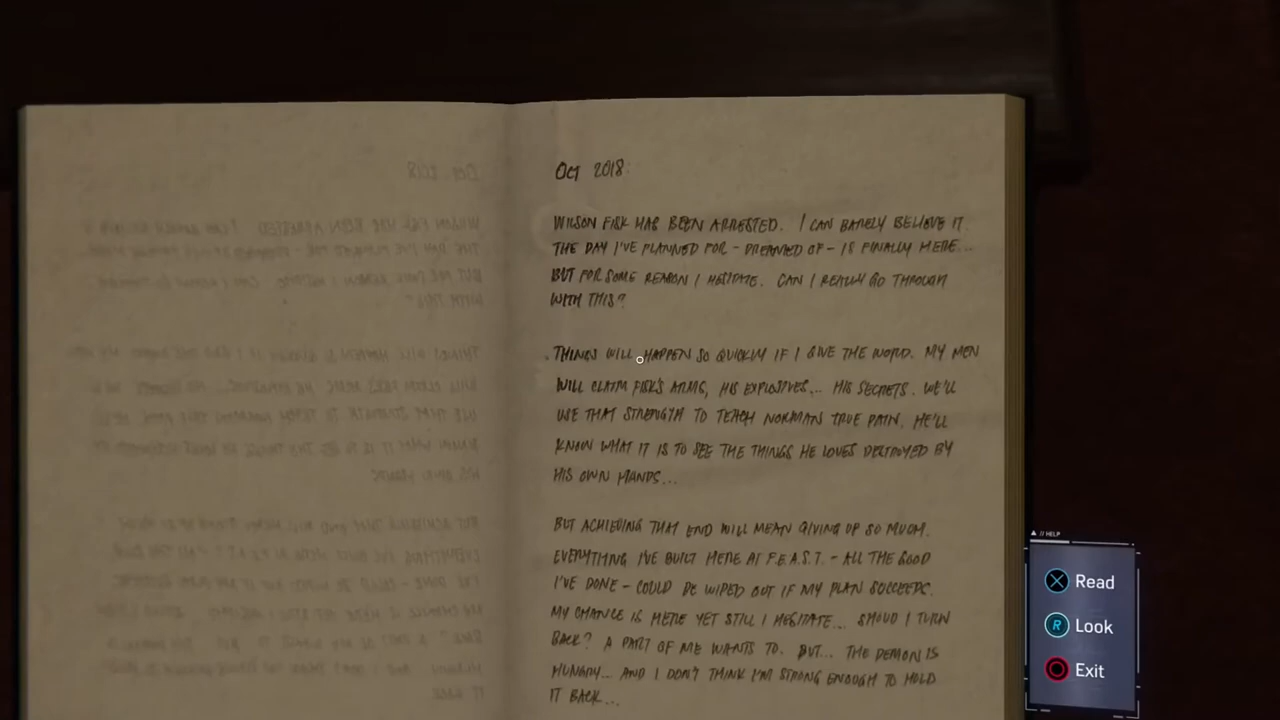 Oct 2018
WILSON FISK HAS BEEN ARRESTED. I CAN BARELY BELIEVE IT.
THE DAY I'VE PLANNED FOR - DREAMED OF - IS FINALLY HERE...
BUT FOR SOME REASON I HESITATE. CAN I REALLY GO THROUGH
WITH THIS?
THINGS WILL HAPPEN SO QUICKLY IF I GIVE THE WORD. MY MEN
WILL CLAIM FISK'S ARMS, HIS EXPLOSIVES... HIS SECRETS. WE'LL
USE THAT STRENGTH TO TEACH NORMAN TRUE PAIN. HE'LL
KNOW WHAT IT IS TO SEE THE THINGS HE LOVES DESTROYED BY
HIS OWN HANDS...
BUT ACHIEVING THAT END WILL MEAN GIVING UP SO MUCH.
EVERYTHING I'VE BUILT HERE AT F.E.A.S.T. - ALL THE GOOD
I'VE DONE - COULD BE WIPED OUT IF MY PLAN SUCCEEDS.
MY CHANCE IS HERE YET STILL I HESITATE... SHOULD I TURN
BACK? A PART OF ME WANTS TO. BUT... THE DEMON IS
HUNGRY... AND I DON'T THINK I'M STRONG ENOUGH TO HOLD
IT BACK...
// HELP
Read
R Look
Exit